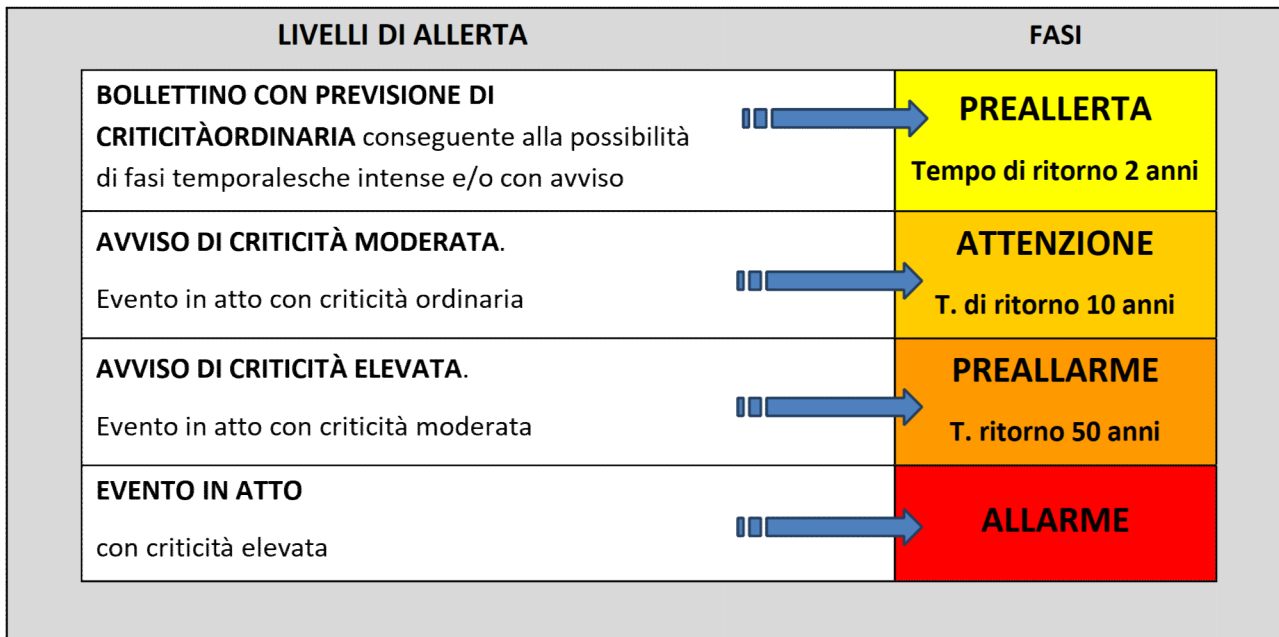 LIVELLI DI ALLERTA
FASI
BOLLETTINO CON PREVISIONE DI
CRITICITÀORDINARIA conseguente alla possibilità
di fasi temporalesche intense e/o con avviso
PREALLERTA
Tempo di ritorno 2 anni
AVVISO DI CRITICITÀ MODERATA.
Evento in atto con criticità ordinaria
ATTENZIONE
T. di ritorno 10 anni
AVVISO DI CRITICITÀ ELEVATA.
Evento in atto con criticità moderata
PREALLARME
T. ritorno 50 anni
EVENTO IN ATTO
con criticità elevata
ALLARME